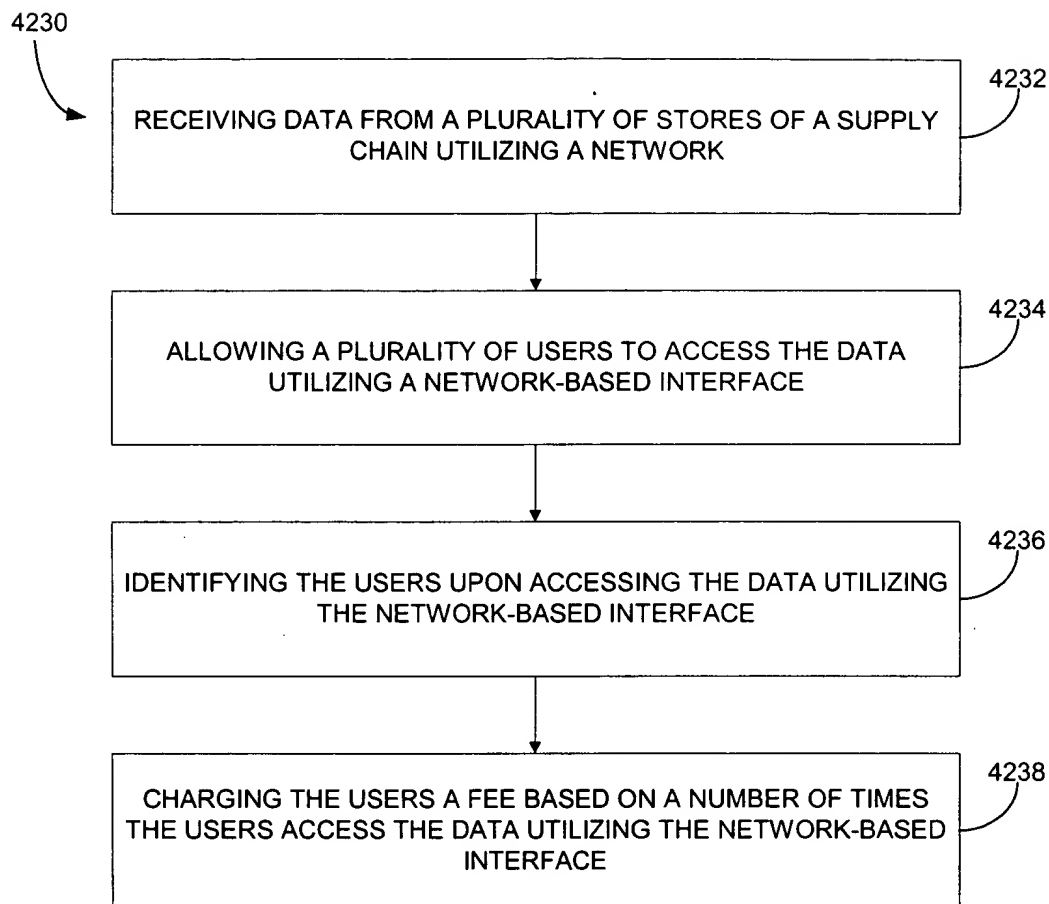 4230
4232
RECEIVING DATA FROM A PLURALITY OF STORES OF A SUPPLY
CHAIN UTILIZING A NETWORK
4234
ALLOWING A PLURALITY OF USERS TO ACCESS THE DATA
UTILIZING A NETWORK-BASED INTERFACE
4236
IDENTIFYING THE USERS UPON ACCESSING THE DATA UTILIZING
THE NETWORK-BASED INTERFACE
4238
CHARGING THE USERS A FEE BASED ON A NUMBER OF TIMES
THE USERS ACCESS THE DATA UTILIZING THE NETWORK-BASED
INTERFACE